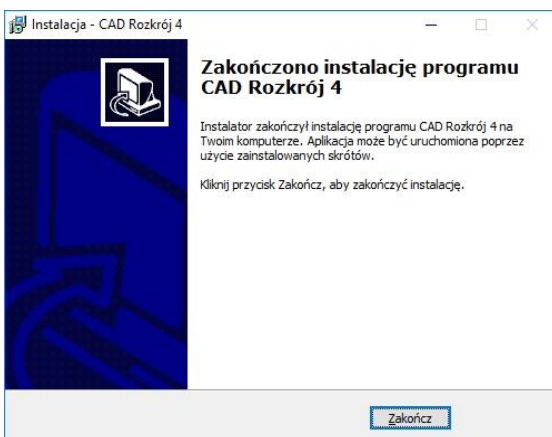 Instalacja - CAD Rozkrój 4
Zakończono instalację programu
CAD Rozkrój 4
Instalator zakończył instalację programu CAD Rozkrój 4 na
Twoim komputerze. Aplikacja może być uruchomiona poprzez
użycie zainstalowanych skrótów.
Kliknij przycisk Zakończ, aby zakończyć instalację.
Zakończ